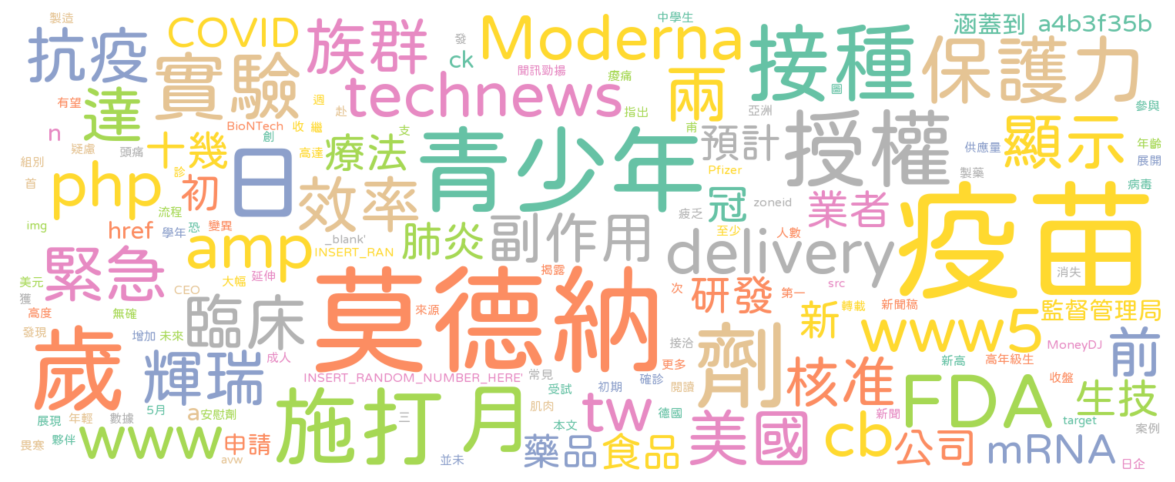 製造
中學生
COVID
族群
Moderna
發
ck
涵蓋到
a4b3f35b
抗疫
實驗
聞訊勁揚
痠痛
兩
接種
圖
保護力
technews
有望
達
週
赴
指出
亞洲
參與
n
BioNTech
創
收
繼
支
南
授權
顯示
供應量
年齡
疑慮
頭痛
十幾
高達
療法
青少年
預計
展開
組別
診
Pfizer
製藥
病毒
首
php
初
日
效率
疲乏
冠
zoneid
業者
疫苗
流程
img
href
學年
恐
變異
_blank'
肺炎
副作用
至少
人數
amp
INSERT_RAN
delivery
緊急
揭露
消失
美元
CEO
大幅
延伸
莫德納
次
研發
第一
src
獲
高度
無確
臨床
來源
轉載
新聞稿
監督管理局
發現
增加
未來
接洽
劑
新
www5
前
歲
輝瑞
成人
更多
新高
高年級生
MoneyDJ
INSERT_RANDOM_NUMBER_HERE'
常見
受試
初期
確診
閱讀
核准
收盤
5月
展現
年輕
數據
a
安慰劑
施打
三
月
肌肉
tw
德國
新聞
FDA
生技
target
夥伴
www
申請
本文
美國
cb
案例
畏寒
avw
並未
藥品
食品
公司
mRNA
日企